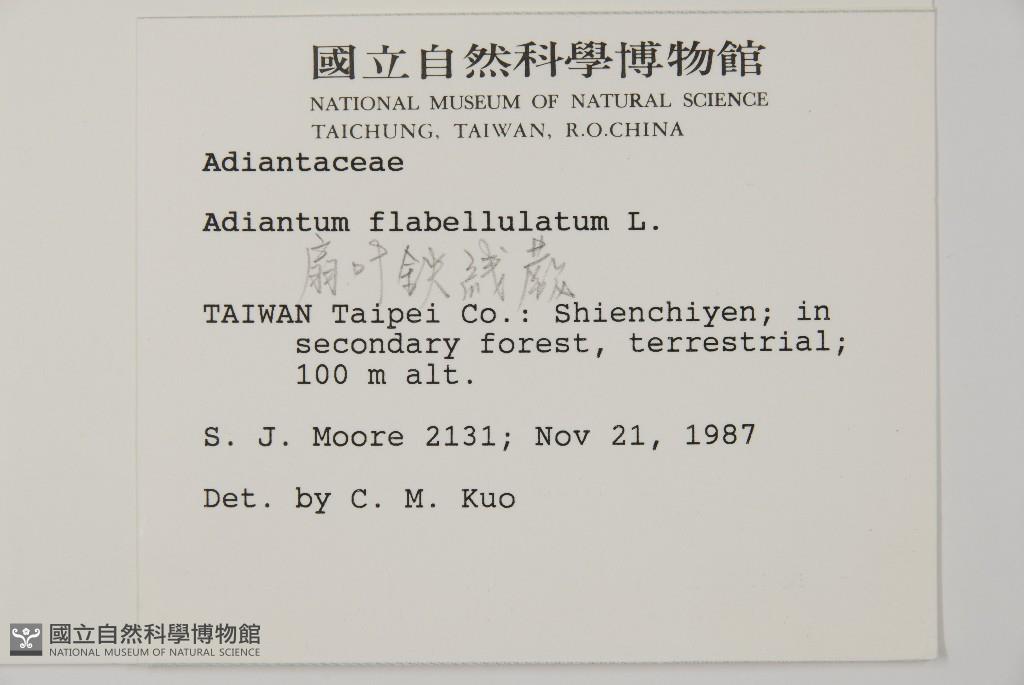 國立自然科學博物館
NATIONAL MUSEUM OF NATURAL SCIENCE
TAICHUNG, TAIWAN, R.O.CHINA
Adiantaceae
Adiantum flabellulatum L.
扇叶鉄线蕨
TAIWAN Taipei Co.: Shienchiyen; in
secondary forest, terrestrial;
100 m alt.
S. J. Moore 2131; Nov 21, 1987
Det. by C. M. Kuo
國立自然科學博物館
NATIONAL MUSEUM OF NATURAL SCIENCE